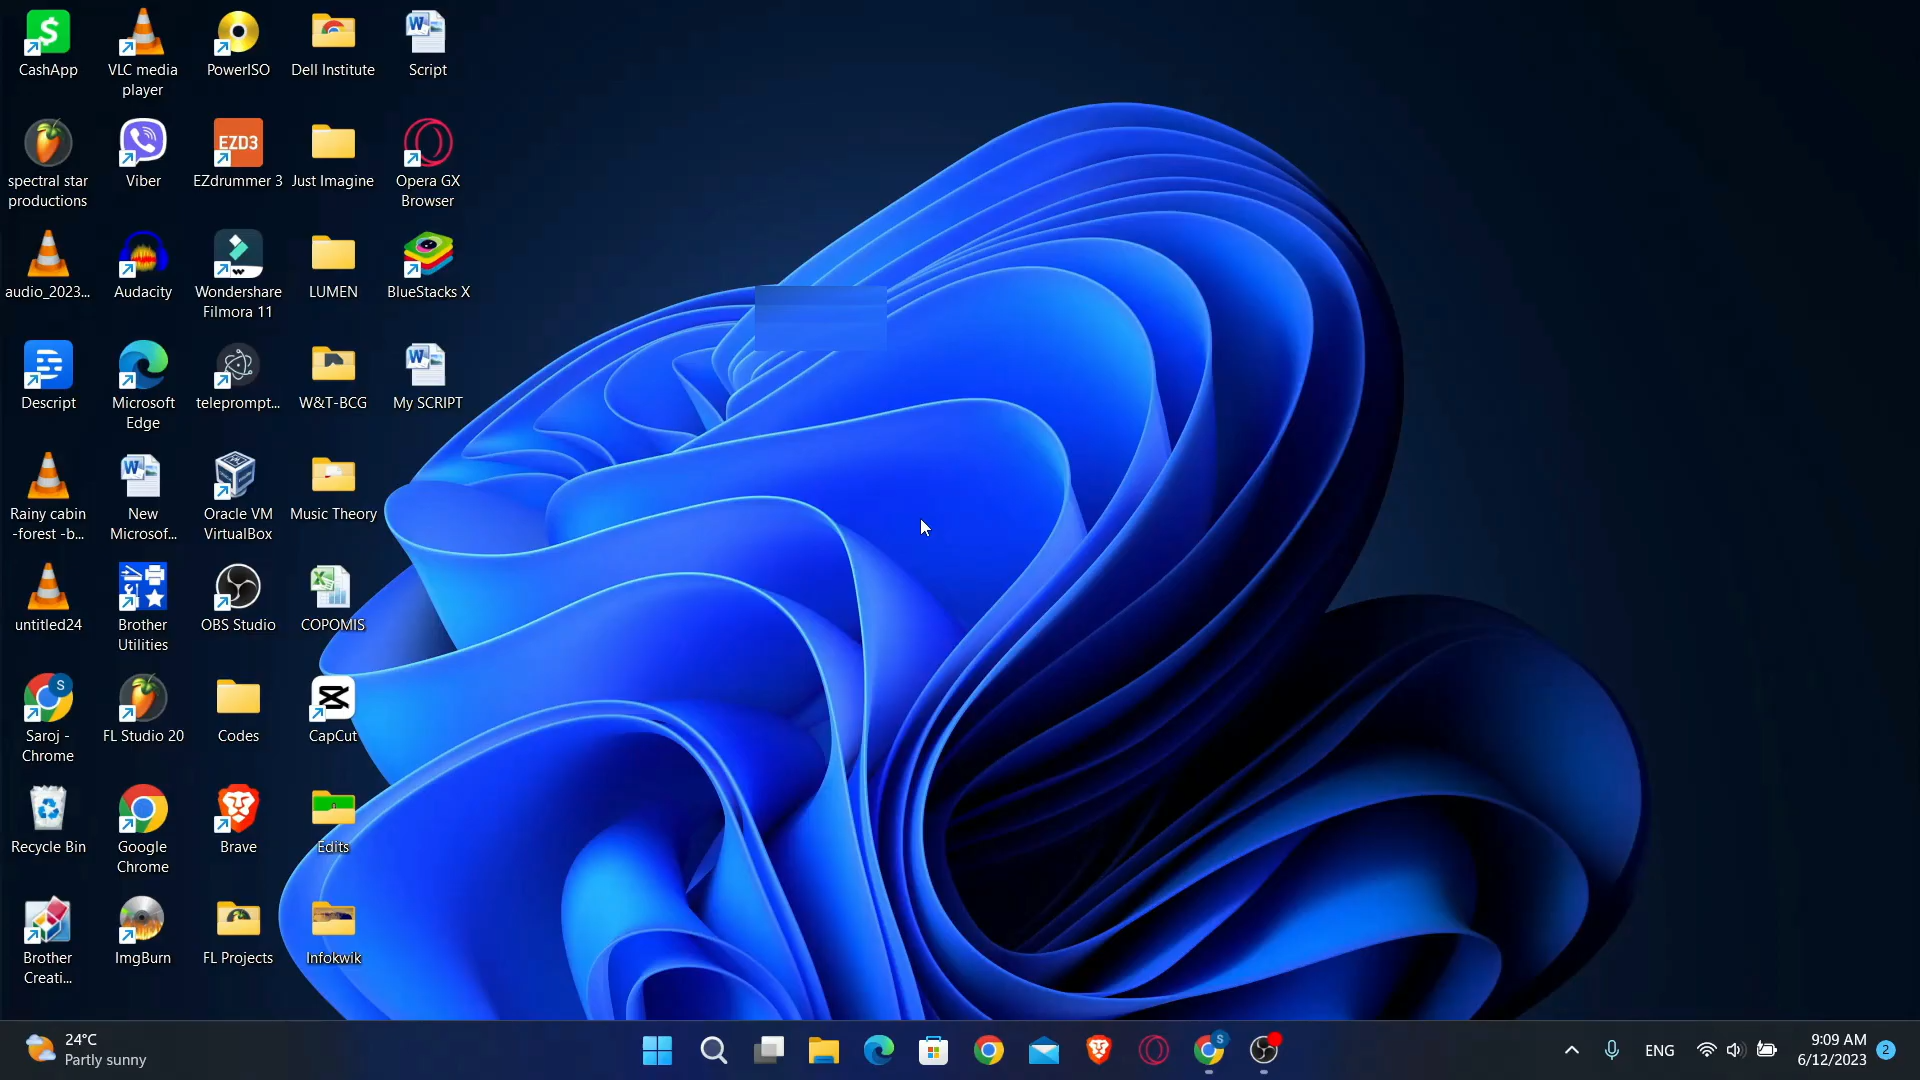 CashApp
VLC media
player
PowerISO
Dell Institute
Script
spectral star
productions
Viber
EZD3
EZdrummer 3
Just Imagine
Opera GX
Browser
audio_2023...
Audacity
Wondershare
Filmora 11
LUMEN
BlueStacks X
Descript
Microsoft
Edge
teleprompt...
W&T-BCG
My SCRIPT
Rainy cabin
-forest -b...
New
Microsof...
Oracle VM
VirtualBox
Music Theory
untitled24
Brother
Utilities
OBS Studio
COPOMIS
S
Saroj -
Chrome
FL Studio 20
Codes
CapCut
Recycle Bin
Google
Chrome
Brave
Edits
Brother
Creati...
ImgBurn
FL Projects
Infokwik
24°C
Partly sunny
S
ENG
9:09 AM
6/12/2023
2